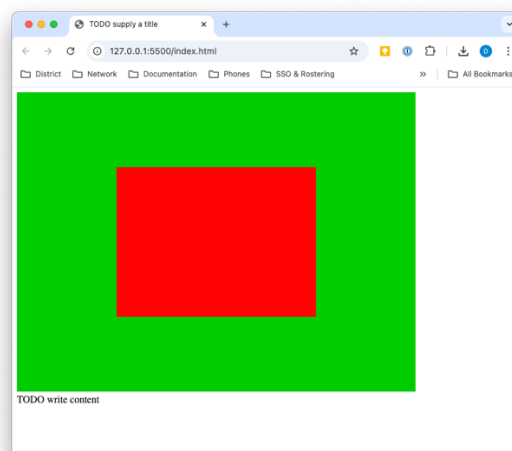 TODO supply a title
127.0.0.1:5500/index.html
District Network Documentation Phones SSO & Rostering » All Bookmarks
TODO write content